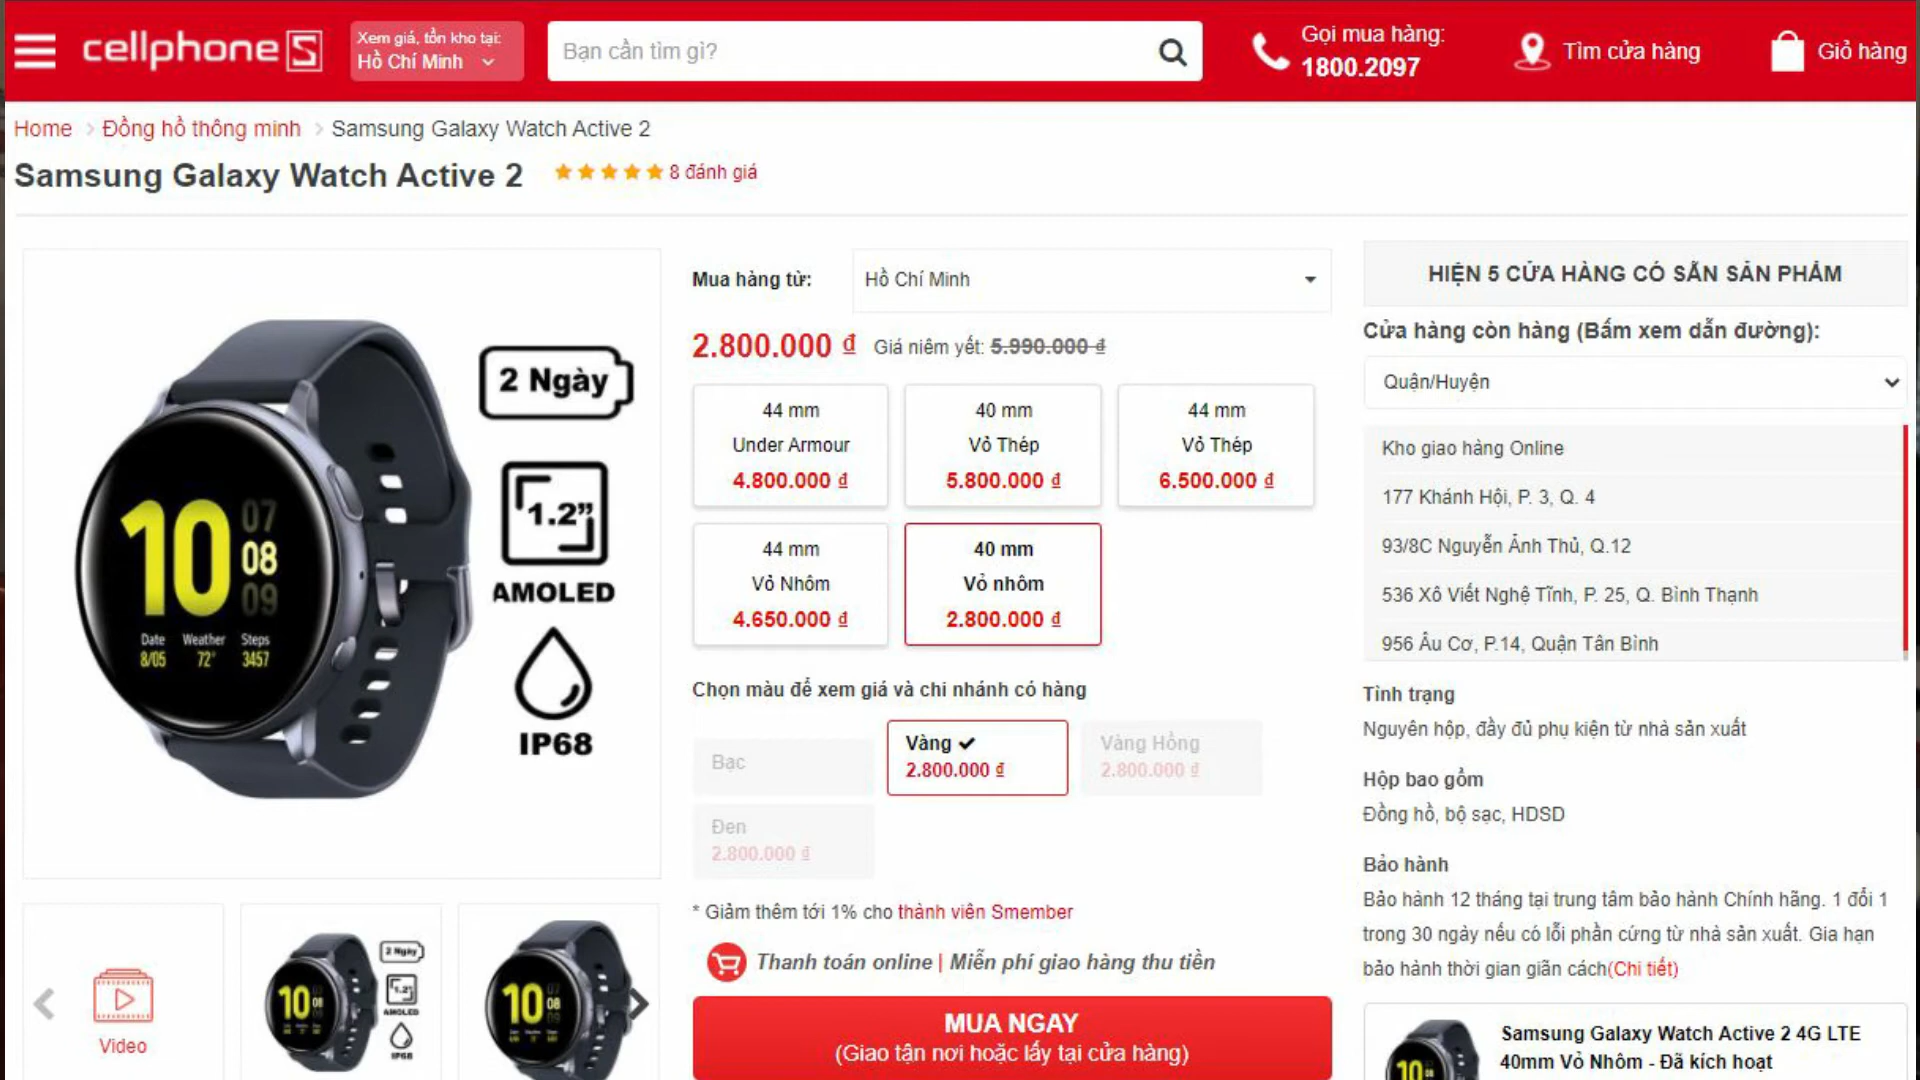 cellphoneS
Xem giá, tồn kho tại:
Hồ Chí Minh
Bạn cần tìm gì?
Gọi mua hàng:
1800.2097
Tìm cửa hàng
Giỏ hàng
Home > Đồng hồ thông minh > Samsung Galaxy Watch Active 2
Samsung Galaxy Watch Active 2
8 đánh giá
2 Ngày
1.2”
AMOLED
IP68
10 07
08
09
Date Weather Steps
8/05 72° 3457
Video
2 Ngày
1.2”
AMOLED
IP68
10 08
10 08
Mua hàng từ:
Hồ Chí Minh
2.800.000 ₫ Giá niêm yết: 5.990.000 ₫
44 mm
Under Armour
4.800.000 ₫
40 mm
Vỏ Thép
5.800.000 ₫
44 mm
Vỏ Thép
6.500.000 ₫
44 mm
Vỏ Nhôm
4.650.000 ₫
40 mm
Vỏ nhôm
2.800.000 ₫
Chọn màu để xem giá và chi nhánh có hàng
Bạc
Vàng ✔
2.800.000 ₫
Vàng Hồng
2.800.000 ₫
Đen
2.800.000 ₫
* Giảm thêm tới 1% cho thành viên Smember
Thanh toán online | Miễn phí giao hàng thu tiền
MUA NGAY
(Giao tận nơi hoặc lấy tại cửa hàng)
HIỆN 5 CỬA HÀNG CÓ SẴN SẢN PHẨM
Cửa hàng còn hàng (Bấm xem dẫn đường):
Quận/Huyện
Kho giao hàng Online
177 Khánh Hội, P. 3, Q. 4
93/8C Nguyễn Ảnh Thủ, Q.12
536 Xô Viết Nghệ Tĩnh, P. 25, Q. Bình Thạnh
956 Âu Cơ, P.14, Quận Tân Bình
Tình trạng
Nguyên hộp, đầy đủ phụ kiện từ nhà sản xuất
Hộp bao gồm
Đồng hồ, bộ sạc, HDSD
Bảo hành
Bảo hành 12 tháng tại trung tâm bảo hành Chính hãng. 1 đổi 1
trong 30 ngày nếu có lỗi phần cứng từ nhà sản xuất. Gia hạn
bảo hành thời gian giãn cách(Chi tiết)
Samsung Galaxy Watch Active 2 4G LTE
40mm Vỏ Nhôm - Đã kích hoạt